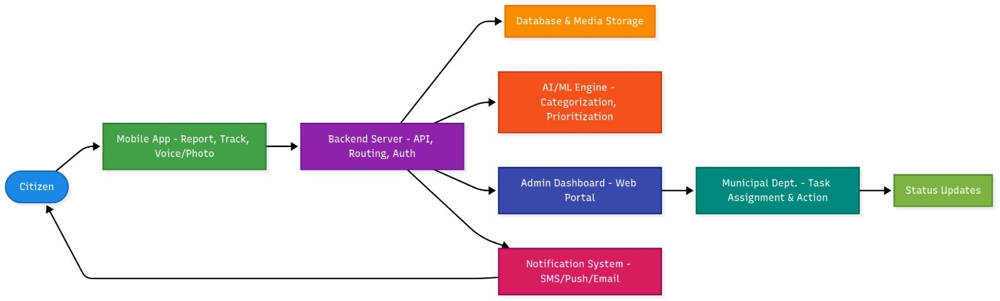 Citizen
Mobile App - Report, Track,
Voice/Photo
Backend Server - API,
Routing, Auth
Database & Media Storage
AI/ML Engine -
Categorization,
Prioritization
Admin Dashboard - Web
Portal
Municipal Dept. - Task
Assignment & Action
Status Updates
Notification System -
SMS/Push/Email